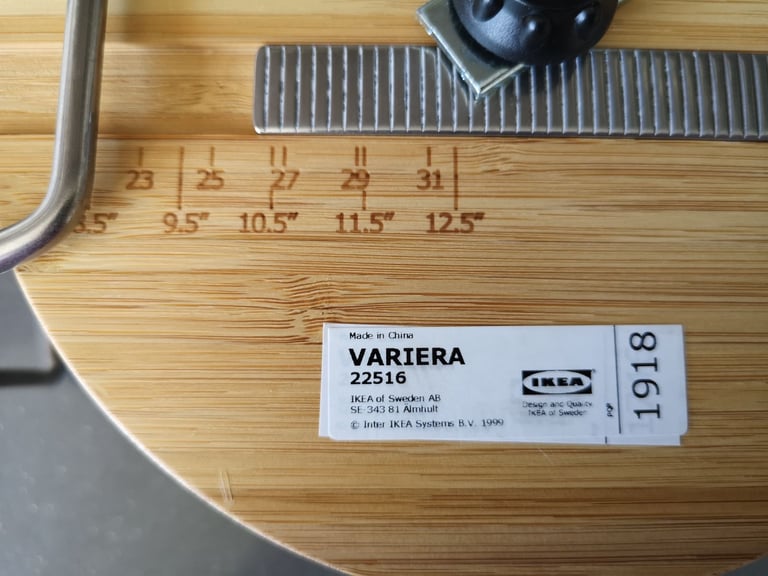 23 25 27 29 31
9.5" 10.5" 11.5" 12.5"
Made in China
VARIERA
22516
IKEA of Sweden AB
SE-343 81 Älmhult
© Inter IKEA Systems B.V. 1999
IKEA
Design and Quality
IKEA of Sweden
PQP
1918